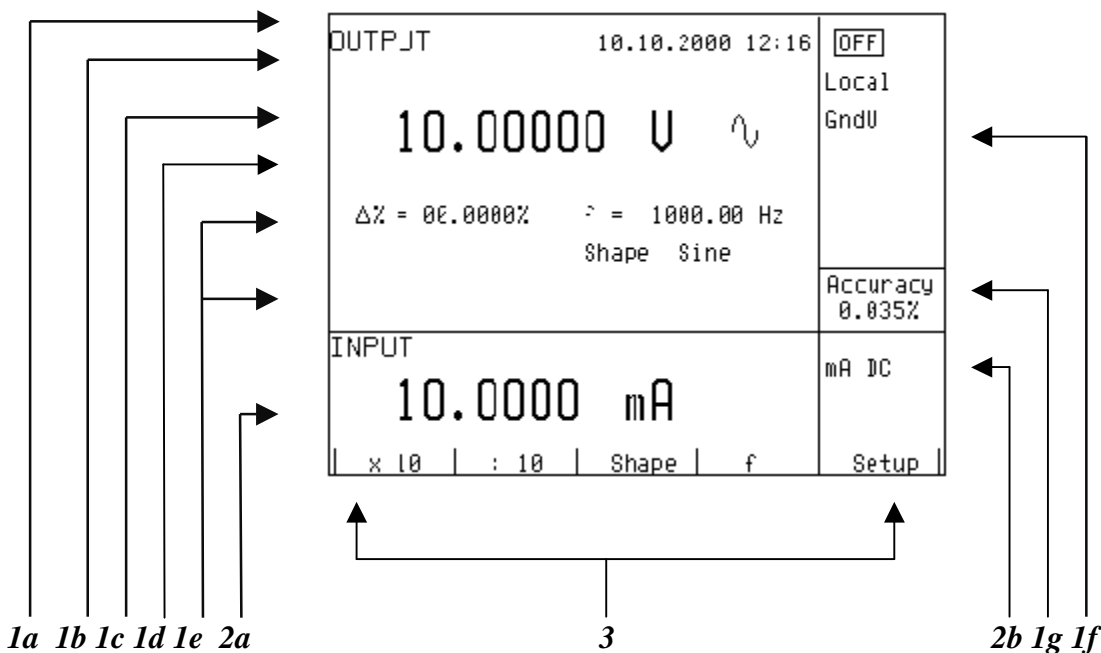 OUTPUT 10.10.2000 12:16 OFF
Local
10.00000 V GndU
Δ% = 00.0000% f = 1000.00 Hz
Shape Sine
Accuracy
0.035%
INPUT
mA DC
10.0000 mA
x 10 : 10 Shape f Setup
1a 1b 1c 1d 1e 2a 3 2b 1g 1f